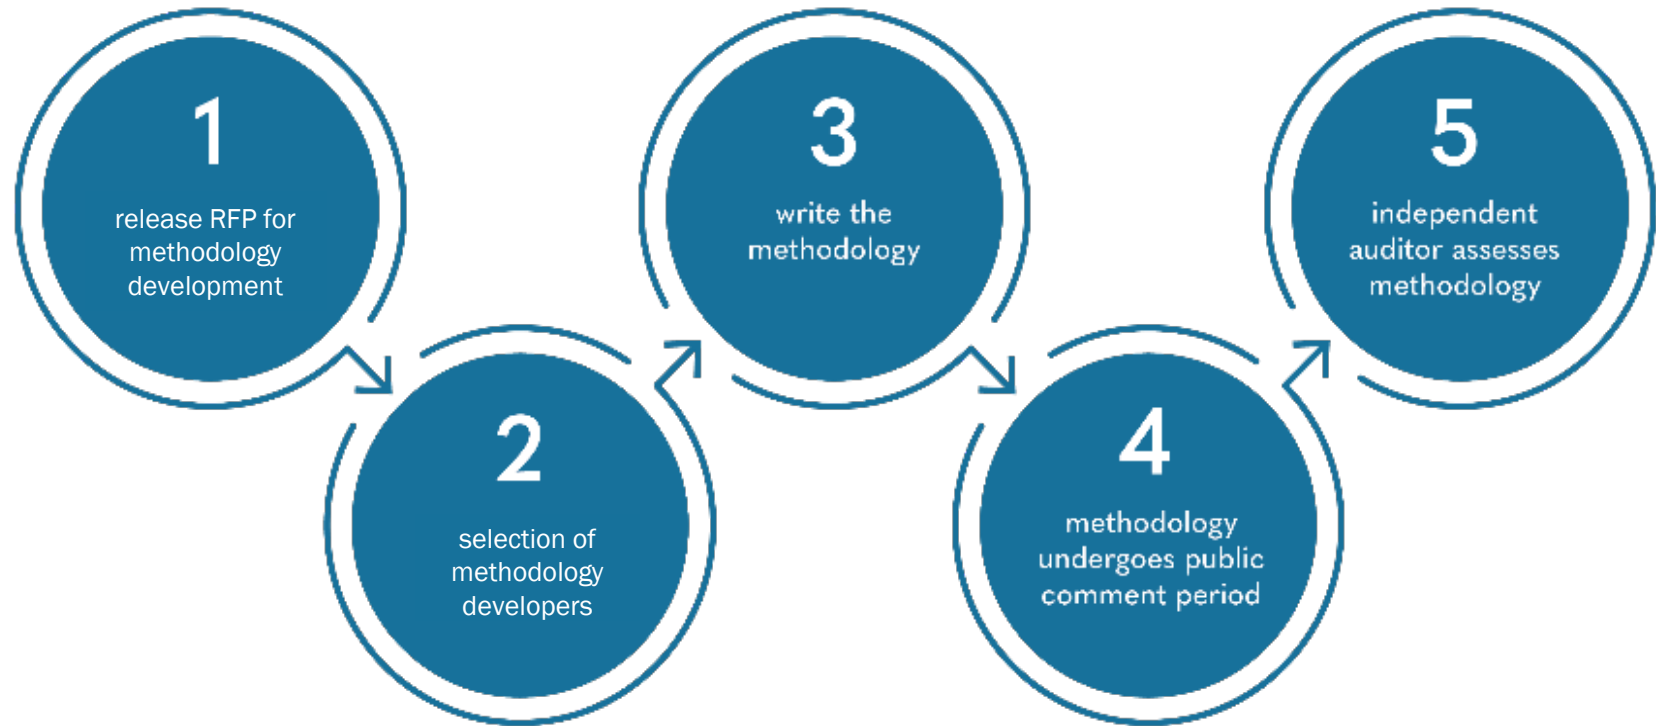 1
release RFP for
methodology
development
2
selection of
methodology
developers
3
write the
methodology
4
methodology
undergoes public
comment period
5
independent
auditor assesses
methodology